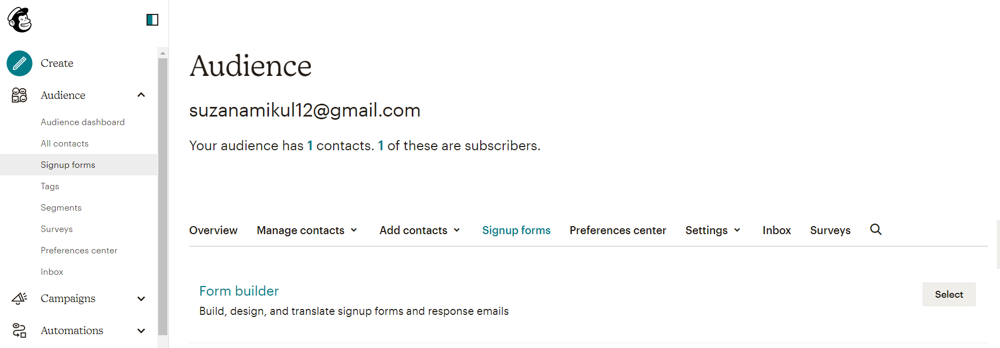 Create
Audience
Audience dashboard
All contacts
Signup forms
Tags
Segments
Surveys
Preferences center
Inbox
Campaigns
Automations
Audience
suzanamikul12@gmail.com
Your audience has 1 contacts. 1 of these are subscribers.
Overview Manage contacts Add contacts Signup forms Preferences center Settings Inbox Surveys
Form builder
Build, design, and translate signup forms and response emails
Select